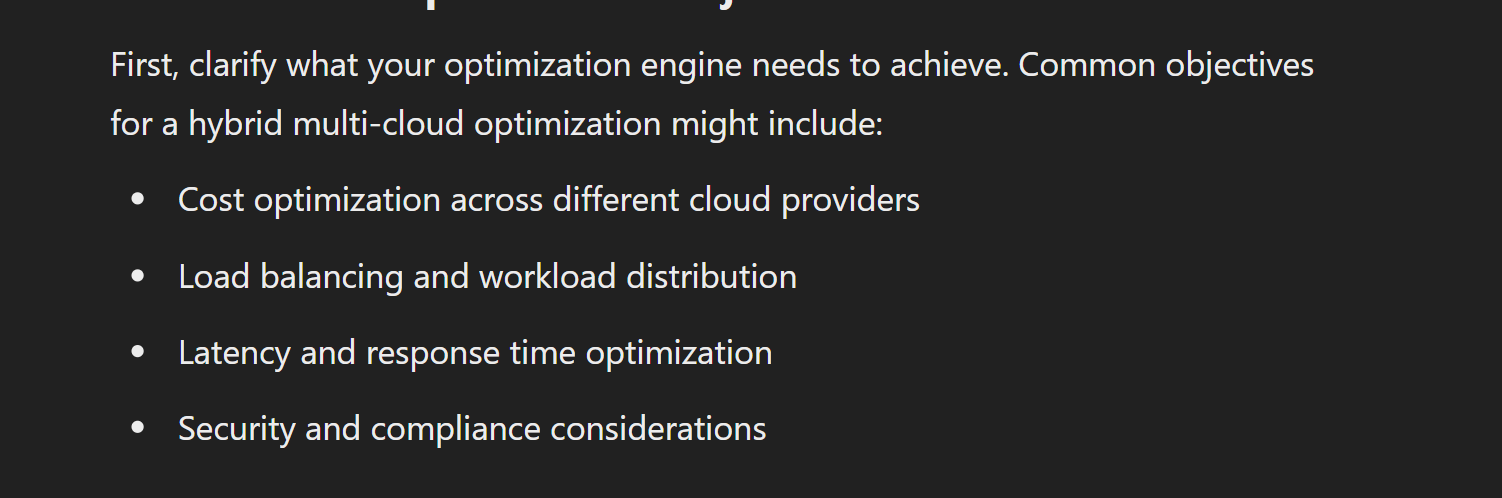 First, clarify what your optimization engine needs to achieve. Common objectives
for a hybrid multi-cloud optimization might include:
• Cost optimization across different cloud providers
• Load balancing and workload distribution
• Latency and response time optimization
• Security and compliance considerations